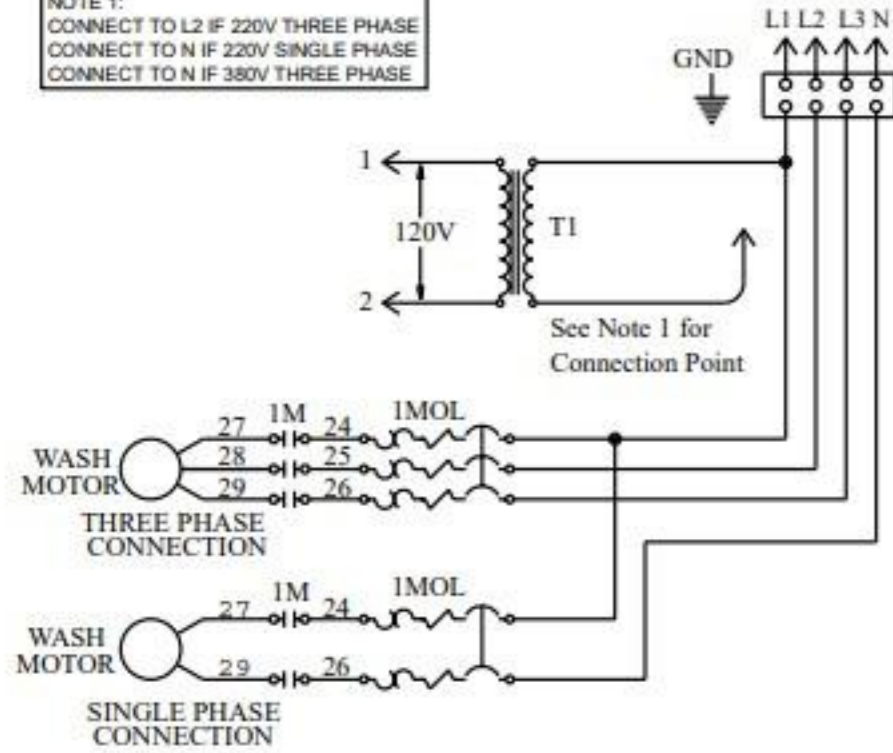 NOTE 1:
CONNECT TO L2 IF 220V THREE PHASE
CONNECT TO N IF 220V SINGLE PHASE
CONNECT TO N IF 380V THREE PHASE
L1 L2 L3 N
GND
1
120V
T1
2
See Note 1 for
Connection Point
27 1M 24 1MOL
WASH
MOTOR
28 25
29 26
THREE PHASE
CONNECTION
27 1M 24 1MOL
WASH
MOTOR
29 26
SINGLE PHASE
CONNECTION